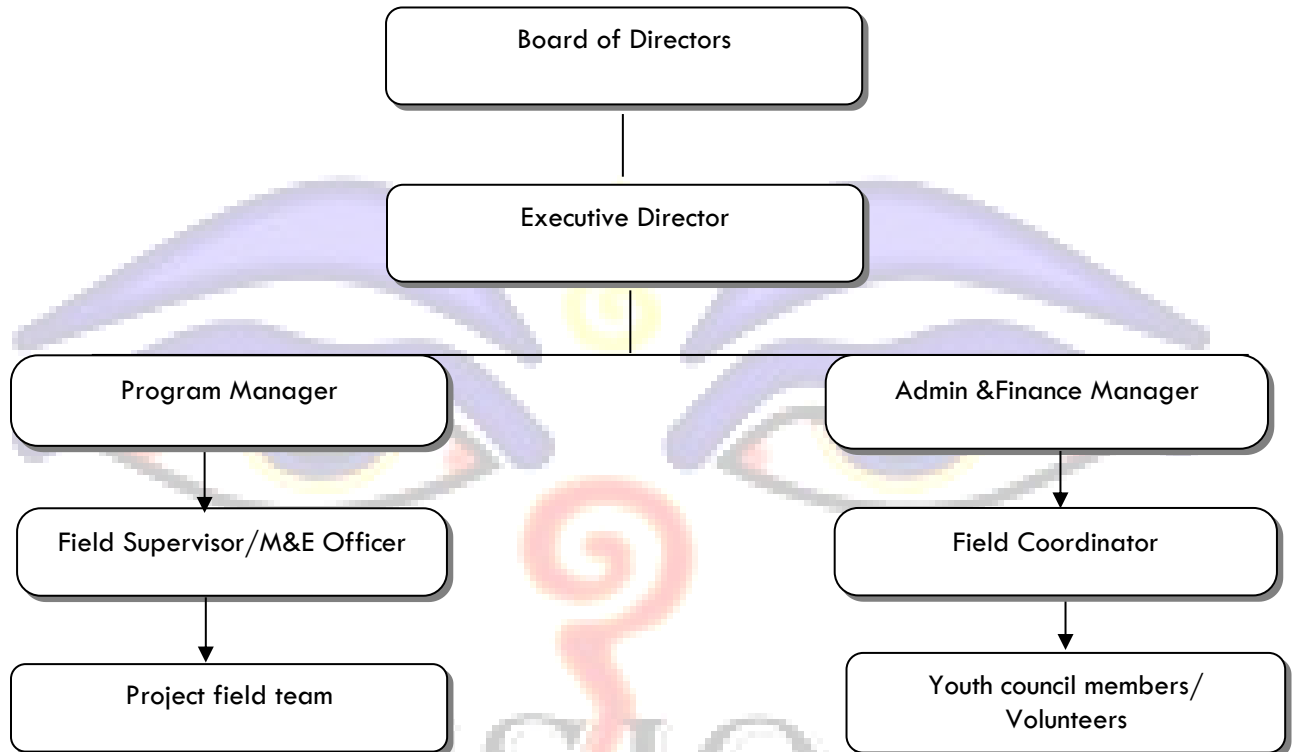 Board of Directors
Executive Director
Program Manager
Admin &Finance Manager
Field Supervisor/M&E Officer
Field Coordinator
Project field team
Youth council members/
Volunteers